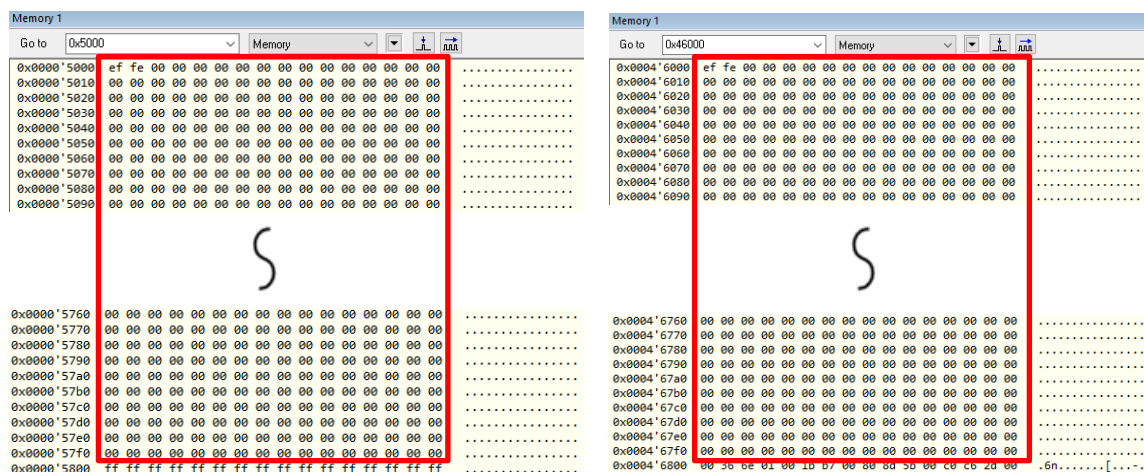 Memory 1
Go to 0x5000 Memory
0x0000'5000 ef fe 00 00 00 00 00 00 00 00 00 00 00 00 00 00 ................
0x0000'5010 00 00 00 00 00 00 00 00 00 00 00 00 00 00 00 00 ................
0x0000'5020 00 00 00 00 00 00 00 00 00 00 00 00 00 00 00 00 ................
0x0000'5030 00 00 00 00 00 00 00 00 00 00 00 00 00 00 00 00 ................
0x0000'5040 00 00 00 00 00 00 00 00 00 00 00 00 00 00 00 00 ................
0x0000'5050 00 00 00 00 00 00 00 00 00 00 00 00 00 00 00 00 ................
0x0000'5060 00 00 00 00 00 00 00 00 00 00 00 00 00 00 00 00 ................
0x0000'5070 00 00 00 00 00 00 00 00 00 00 00 00 00 00 00 00 ................
0x0000'5080 00 00 00 00 00 00 00 00 00 00 00 00 00 00 00 00 ................
0x0000'5090 00 00 00 00 00 00 00 00 00 00 00 00 00 00 00 00 ................
0x0000'5760 00 00 00 00 00 00 00 00 00 00 00 00 00 00 00 00 ................
0x0000'5770 00 00 00 00 00 00 00 00 00 00 00 00 00 00 00 00 ................
0x0000'5780 00 00 00 00 00 00 00 00 00 00 00 00 00 00 00 00 ................
0x0000'5790 00 00 00 00 00 00 00 00 00 00 00 00 00 00 00 00 ................
0x0000'57a0 00 00 00 00 00 00 00 00 00 00 00 00 00 00 00 00 ................
0x0000'57b0 00 00 00 00 00 00 00 00 00 00 00 00 00 00 00 00 ................
0x0000'57c0 00 00 00 00 00 00 00 00 00 00 00 00 00 00 00 00 ................
0x0000'57d0 00 00 00 00 00 00 00 00 00 00 00 00 00 00 00 00 ................
0x0000'57e0 00 00 00 00 00 00 00 00 00 00 00 00 00 00 00 00 ................
0x0000'57f0 00 00 00 00 00 00 00 00 00 00 00 00 00 00 00 00 ................
0x0000'5800 ff ff ff ff ff ff ff ff ff ff ff ff ff ff ff ff ................
Memory 1
Go to 0x46000 Memory
0x0004'6000 ef fe 00 00 00 00 00 00 00 00 00 00 00 00 00 00 ................
0x0004'6010 00 00 00 00 00 00 00 00 00 00 00 00 00 00 00 00 ................
0x0004'6020 00 00 00 00 00 00 00 00 00 00 00 00 00 00 00 00 ................
0x0004'6030 00 00 00 00 00 00 00 00 00 00 00 00 00 00 00 00 ................
0x0004'6040 00 00 00 00 00 00 00 00 00 00 00 00 00 00 00 00 ................
0x0004'6050 00 00 00 00 00 00 00 00 00 00 00 00 00 00 00 00 ................
0x0004'6060 00 00 00 00 00 00 00 00 00 00 00 00 00 00 00 00 ................
0x0004'6070 00 00 00 00 00 00 00 00 00 00 00 00 00 00 00 00 ................
0x0004'6080 00 00 00 00 00 00 00 00 00 00 00 00 00 00 00 00 ................
0x0004'6090 00 00 00 00 00 00 00 00 00 00 00 00 00 00 00 00 ................
0x0004'6760 00 00 00 00 00 00 00 00 00 00 00 00 00 00 00 00 ................
0x0004'6770 00 00 00 00 00 00 00 00 00 00 00 00 00 00 00 00 ................
0x0004'6780 00 00 00 00 00 00 00 00 00 00 00 00 00 00 00 00 ................
0x0004'6790 00 00 00 00 00 00 00 00 00 00 00 00 00 00 00 00 ................
0x0004'67a0 00 00 00 00 00 00 00 00 00 00 00 00 00 00 00 00 ................
0x0004'67b0 00 00 00 00 00 00 00 00 00 00 00 00 00 00 00 00 ................
0x0004'67c0 00 00 00 00 00 00 00 00 00 00 00 00 00 00 00 00 ................
0x0004'67d0 00 00 00 00 00 00 00 00 00 00 00 00 00 00 00 00 ................
0x0004'67e0 00 00 00 00 00 00 00 00 00 00 00 00 00 00 00 00 ................
0x0004'67f0 00 00 00 00 00 00 00 00 00 00 00 00 00 00 00 00 ................
0x0004'6800 00 36 6e 01 00 1b b7 00 80 8d 5b 00 c0 c6 2d 00 .6n.......[....